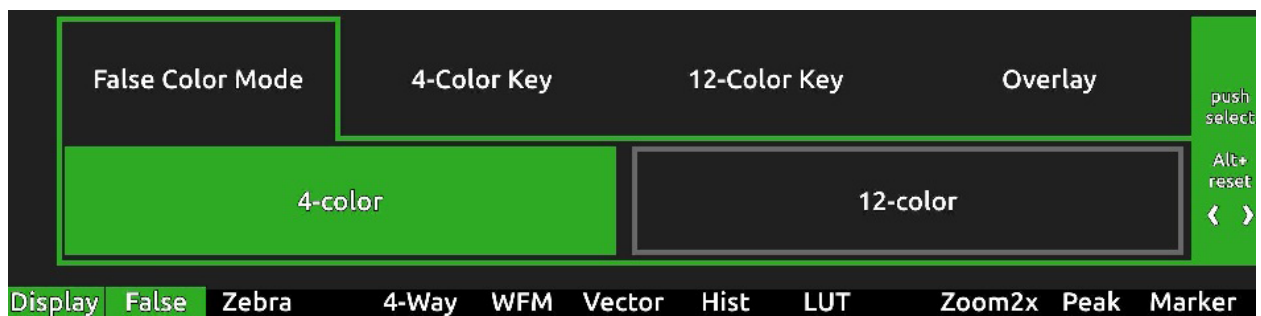 False Color Mode 4-Color Key 12-Color Key Overlay
push
select
4-color 12-color
Alt+
reset
‹ ›
Display False Zebra 4-Way WFM Vector Hist LUT Zoom2x Peak Marker